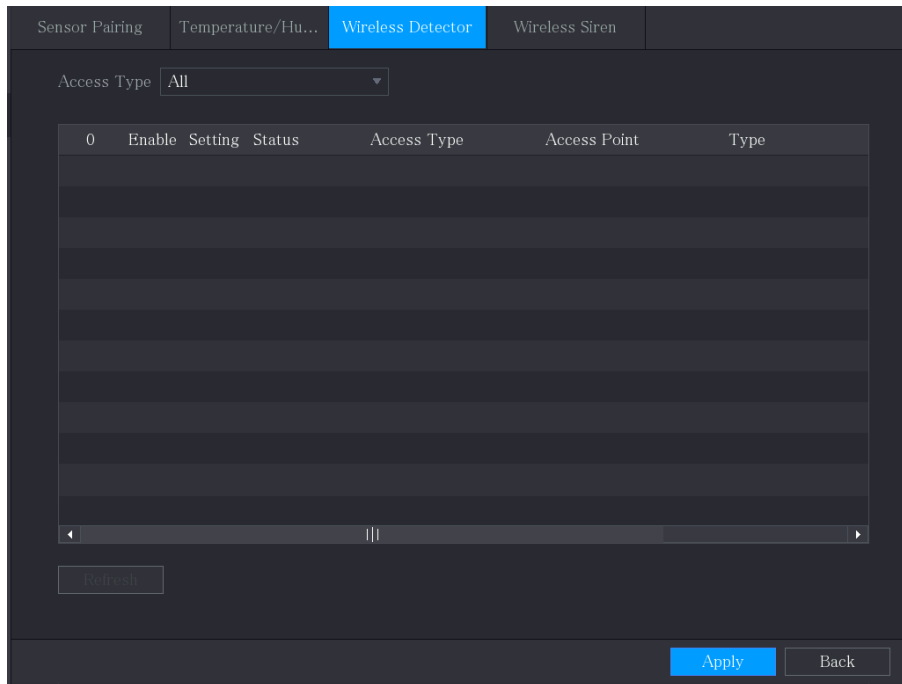 Sensor Pairing Temperature/Hu... Wireless Detector Wireless Siren
Access Type All
0 Enable Setting Status Access Type Access Point Type
Refresh
Apply Back